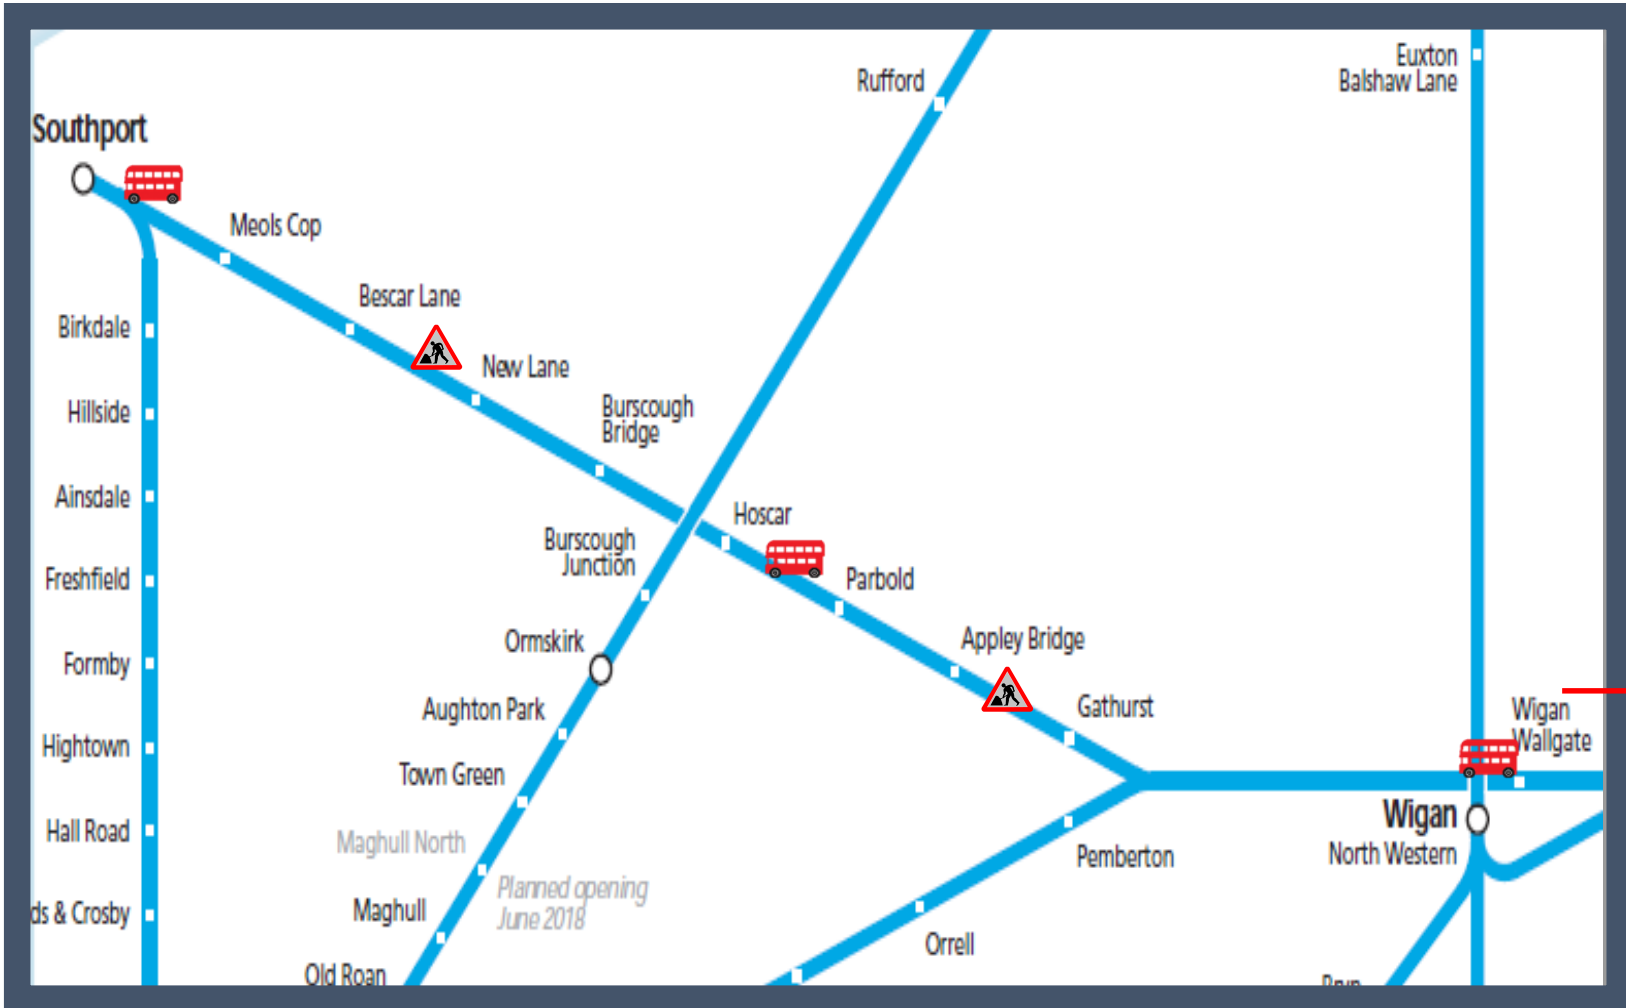 Rufford
Euxton
Balshaw Lane
Southport
Meols Cop
Bescar Lane
Birkdale
New Lane
Hillside
Burscough
Bridge
Ainsdale
Hoscar
Burscough
Junction
Freshfield
Parbold
Ormskirk
Appley Bridge
Formby
Aughton Park
Gathurst
Wigan
Wallgate
Hightown
Town Green
Wigan
North Western
Hall Road
Maghull North
Planned opening
June 2018
Pemberton
ds & Crosby
Maghull
Orrell
Old Roan
Bryn